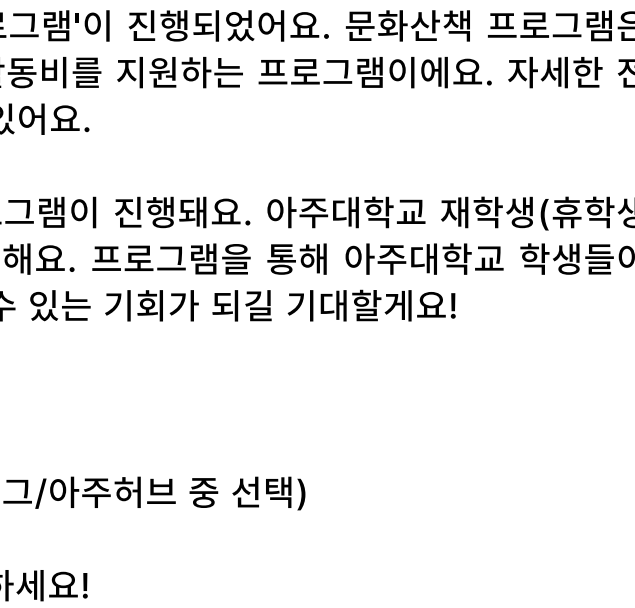 로그램'이 진행되었어요. 문화산책 프로그램은
활동비를 지원하는 프로그램이에요. 자세한
있어요.
그램이 진행돼요. 아주대학교 재학생(휴학생
해요. 프로그램을 통해 아주대학교 학생들이
수 있는 기회가 되길 기대할게요!
그/아주허브 중 선택)
하세요!